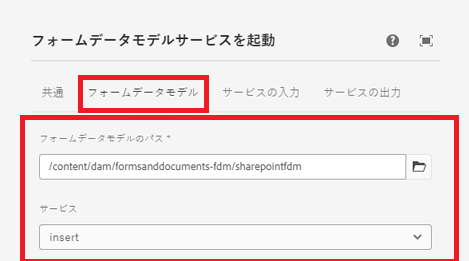 フォームデータモデルサービスを起動
共通 フォームデータモデル サービスの入力 サービスの出力
フォームデータモデルのパス *
/content/dam/formsanddocuments-fdm/sharepointfdm
サービス
insert